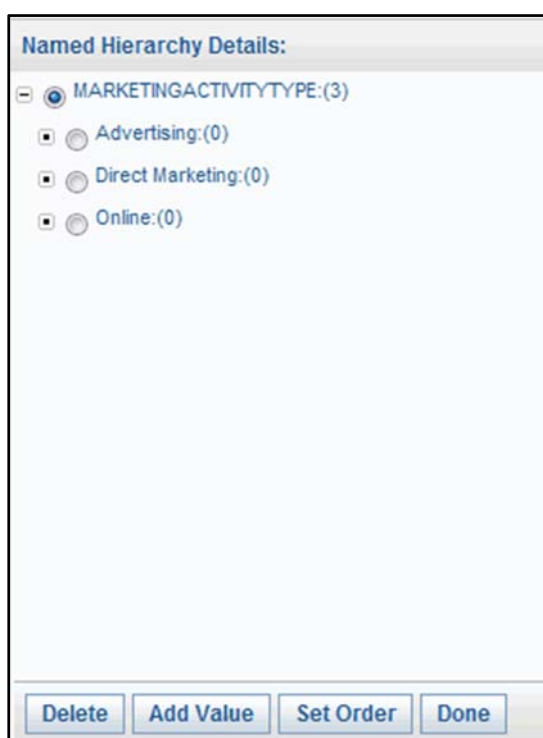 Named Hierarchy Details:
MARKETINGACTIVITYTYPE:(3)
Advertising:(0)
Direct Marketing:(0)
Online:(0)
Delete Add Value Set Order Done